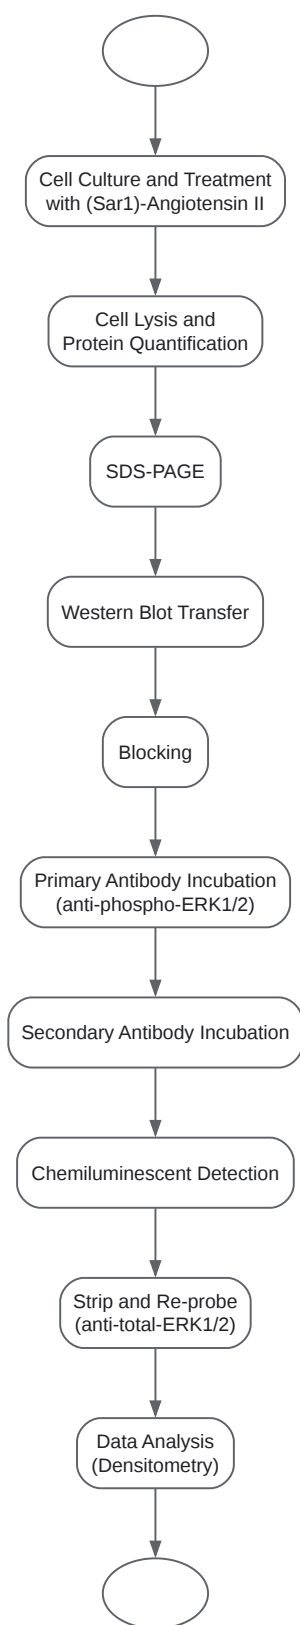 Cell Culture and Treatment
with (Sar1)-Angiotensin II
Cell Lysis and
Protein Quantification
SDS-PAGE
Western Blot Transfer
Blocking
Primary Antibody Incubation
(anti-phospho-ERK1/2)
Secondary Antibody Incubation
Chemiluminescent Detection
Strip and Re-probe
(anti-total-ERK1/2)
Data Analysis
(Densitometry)